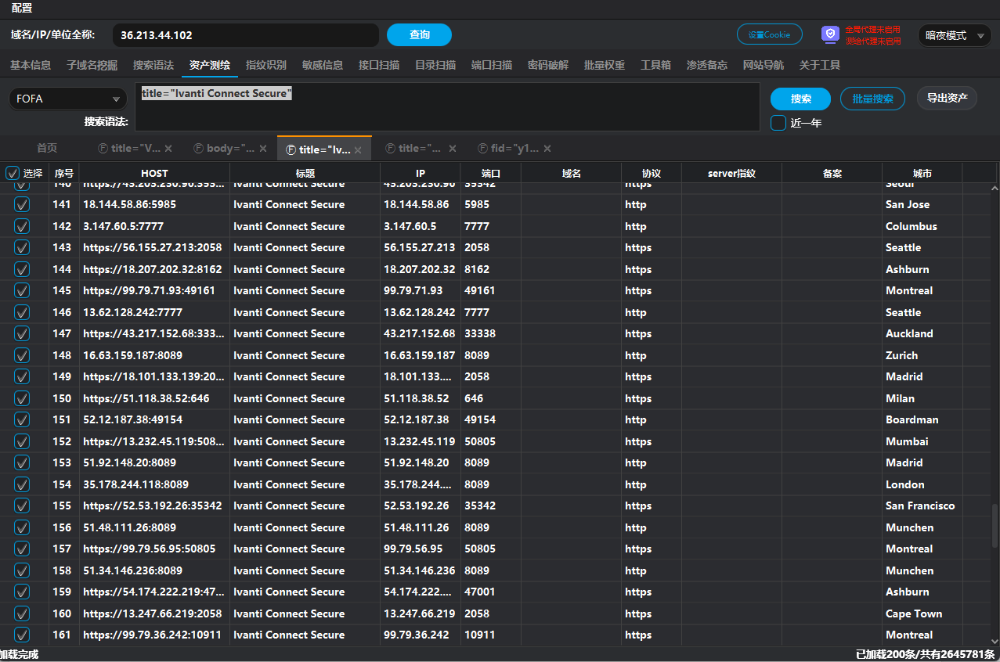 配置
域名/IP/单位全称: 36.213.44.102 查询 设置Cookie 全局代理未启用 暗夜模式
测绘代理未启用
基本信息 子域名挖掘 搜索语法 资产测绘 指纹识别 敏感信息 接口扫描 目录扫描 端口扫描 密码破解 批量权重 工具箱 渗透备忘 网站导航 关于工具
FOFA title="Ivanti Connect Secure" 搜索 批量搜索 导出资产
搜索语法: 近一年
首页 Ⓕ title="V... × Ⓕ body="... × Ⓕ title="Iv... × Ⓕ title="... × Ⓕ fid="y1... ×
选择 序号 HOST 标题 IP 端口 域名 协议 server指纹 备案 城市
140 https://43.203.230.96:353... Ivanti Connect Secure 43.203.230.96 35342 https Seoul
141 18.144.58.86:5985 Ivanti Connect Secure 18.144.58.86 5985 http San Jose
142 3.147.60.5:7777 Ivanti Connect Secure 3.147.60.5 7777 http Columbus
143 https://56.155.27.213:2058 Ivanti Connect Secure 56.155.27.213 2058 https Seattle
144 https://18.207.202.32:8162 Ivanti Connect Secure 18.207.202.32 8162 https Ashburn
145 https://99.79.71.93:49161 Ivanti Connect Secure 99.79.71.93 49161 https Montreal
146 13.62.128.242:7777 Ivanti Connect Secure 13.62.128.242 7777 http Seattle
147 https://43.217.152.68:333... Ivanti Connect Secure 43.217.152.68 33338 https Auckland
148 16.63.159.187:8089 Ivanti Connect Secure 16.63.159.187 8089 http Zurich
149 https://18.101.133.139:20... Ivanti Connect Secure 18.101.133.... 2058 https Madrid
150 https://51.118.38.52:646 Ivanti Connect Secure 51.118.38.52 646 https Milan
151 52.12.187.38:49154 Ivanti Connect Secure 52.12.187.38 49154 http Boardman
152 https://13.232.45.119:508... Ivanti Connect Secure 13.232.45.119 50805 https Mumbai
153 51.92.148.20:8089 Ivanti Connect Secure 51.92.148.20 8089 http Madrid
154 35.178.244.118:8089 Ivanti Connect Secure 35.178.244.... 8089 http London
155 https://52.53.192.26:35342 Ivanti Connect Secure 52.53.192.26 35342 https San Francisco
156 51.48.111.26:8089 Ivanti Connect Secure 51.48.111.26 8089 http Munchen
157 https://99.79.56.95:50805 Ivanti Connect Secure 99.79.56.95 50805 https Montreal
158 51.34.146.236:8089 Ivanti Connect Secure 51.34.146.236 8089 http Munchen
159 https://54.174.222.219:47... Ivanti Connect Secure 54.174.222.... 47001 https Ashburn
160 https://13.247.66.219:2058 Ivanti Connect Secure 13.247.66.219 2058 https Cape Town
161 https://99.79.36.242:10911 Ivanti Connect Secure 99.79.36.242 10911 https Montreal
加载完成 已加载200条/共有2645781条